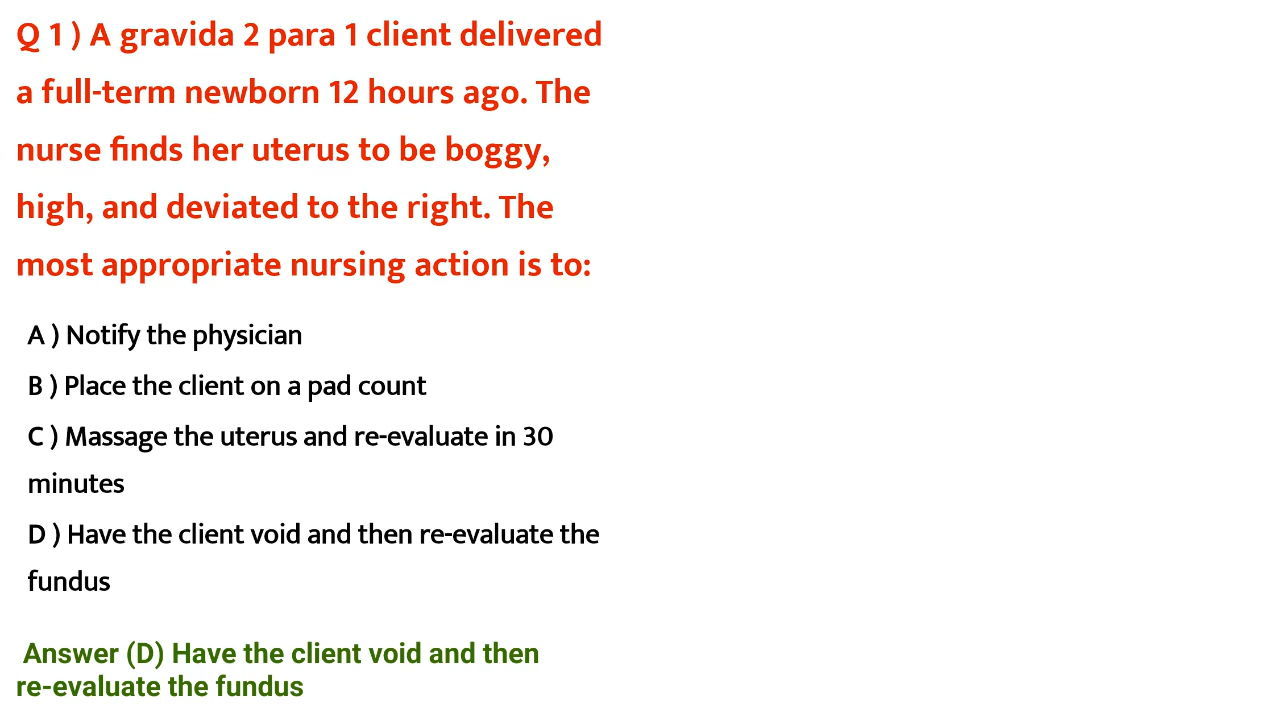 Q 1 ) A gravida 2 para 1 client delivered
a full-term newborn 12 hours ago. The
nurse finds her uterus to be boggy,
high, and deviated to the right. The
most appropriate nursing action is to:
A ) Notify the physician
B ) Place the client on a pad count
C ) Massage the uterus and re-evaluate in 30
minutes
D ) Have the client void and then re-evaluate the
fundus
Answer (D) Have the client void and then
re-evaluate the fundus